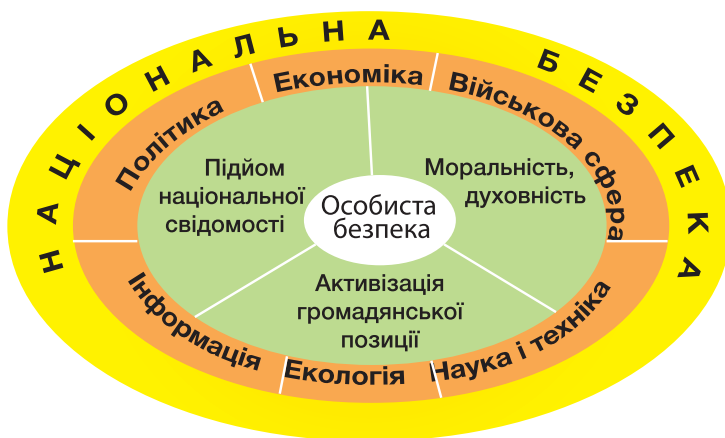 НАЦІОНАЛЬНА БЕЗПЕКА
Політика
Економіка
Військова сфера
Підйом
національної
свідомості
Моральність,
духовність
Особиста
безпека
Активізація
громадянської
позиції
Інформація
Екологія
Наука і техніка